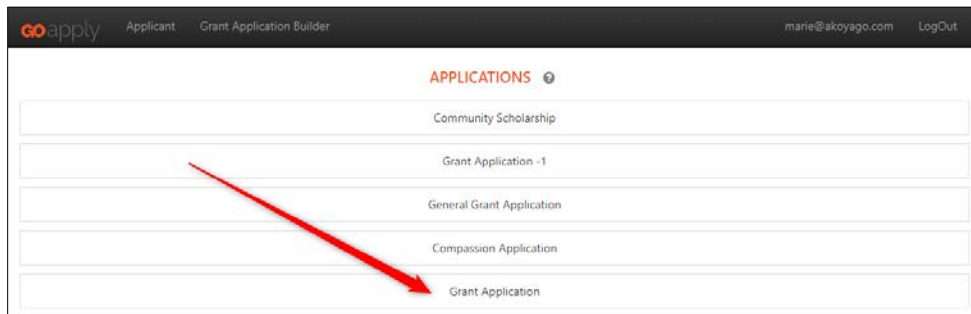 GOapply Applicant Grant Application Builder marie@akoyago.com LogOut
APPLICATIONS
Community Scholarship
Grant Application -1
General Grant Application
Compassion Application
Grant Application